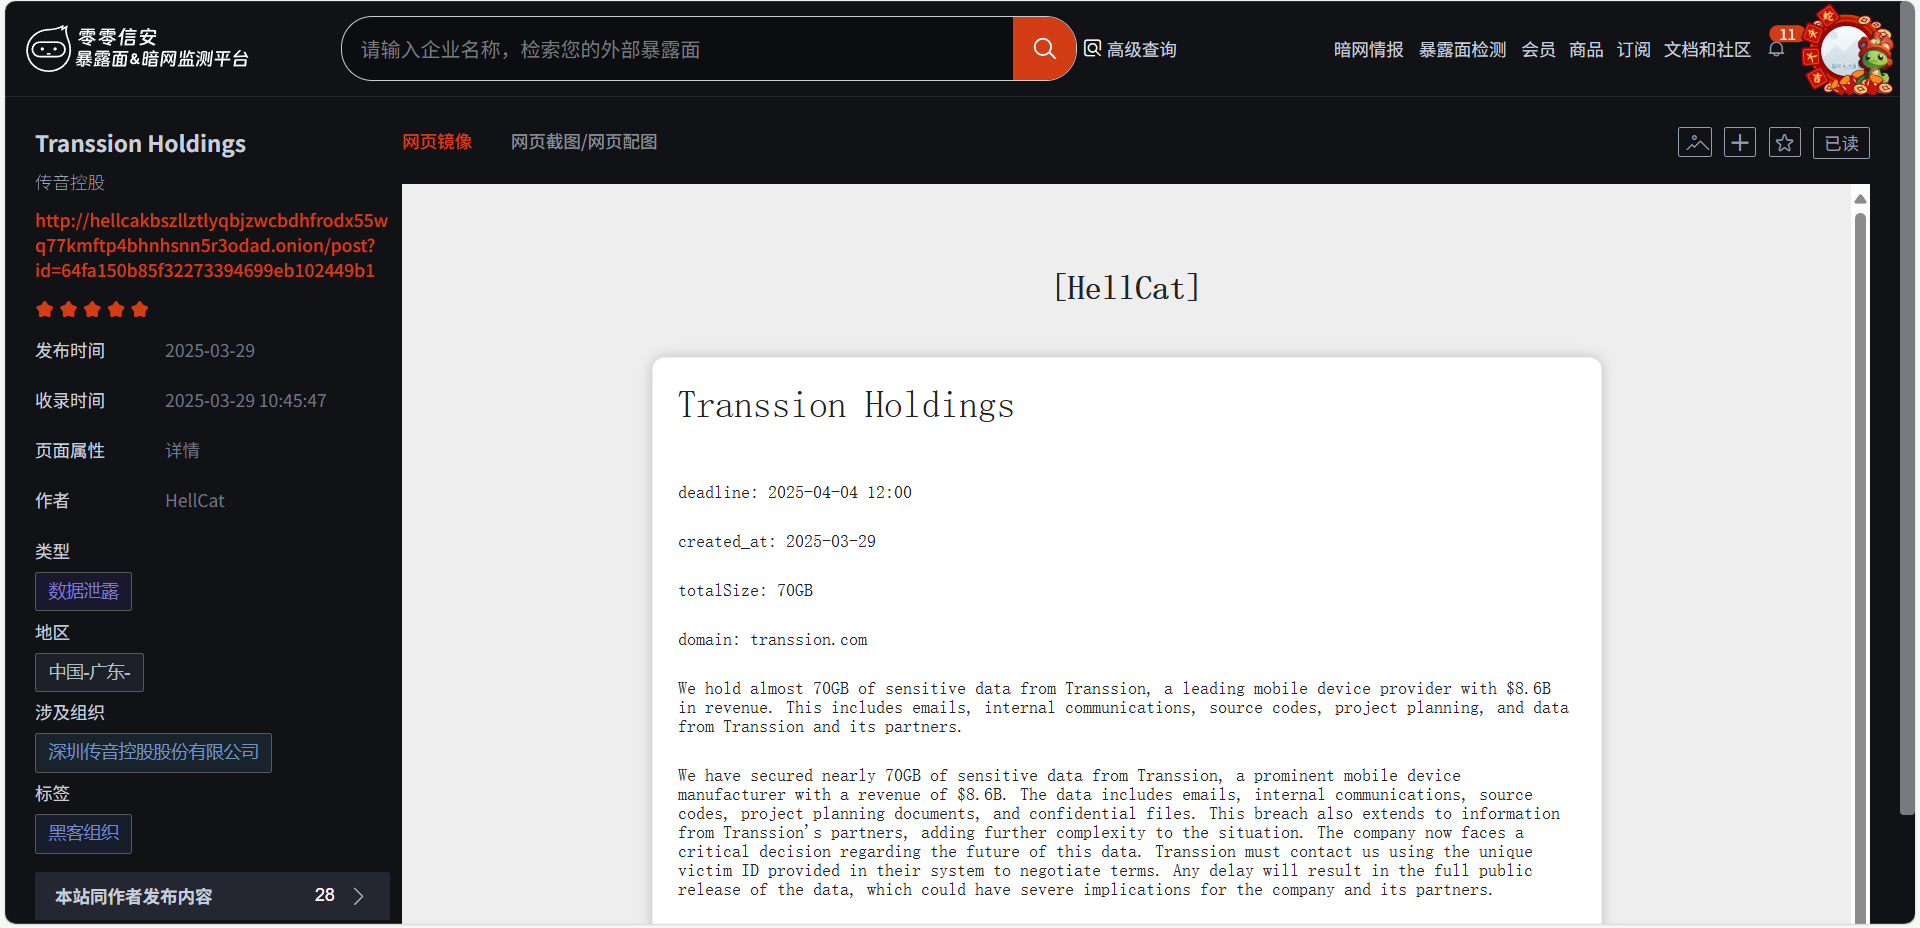 零零信安
暴露面&暗网监测平台
请输入企业名称，检索您的外部暴露面
高级查询
暗网情报 暴露面检测 会员 商品 订阅 文档和社区
11
Transsion Holdings
传音控股
http://hellcakbszllztlyqbjzwcbdhfrodx55w
q77kmftp4bhnhsnn5r3odad.onion/post?
id=64fa150b85f32273394699eb102449b1
发布时间 2025-03-29
收录时间 2025-03-29 10:45:47
页面属性 详情
作者 HellCat
类型
数据泄露
地区
中国-广东-
涉及组织
深圳传音控股股份有限公司
标签
黑客组织
本站同作者发布内容 28
网页镜像 网页截图/网页配图
已读
[HellCat]
Transsion Holdings
deadline: 2025-04-04 12:00
created_at: 2025-03-29
totalSize: 70GB
domain: transsion.com
We hold almost 70GB of sensitive data from Transsion, a leading mobile device provider with $8.6B
in revenue. This includes emails, internal communications, source codes, project planning, and data
from Transsion and its partners.
We have secured nearly 70GB of sensitive data from Transsion, a prominent mobile device
manufacturer with a revenue of $8.6B. The data includes emails, internal communications, source
codes, project planning documents, and confidential files. This breach also extends to information
from Transsion's partners, adding further complexity to the situation. The company now faces a
critical decision regarding the future of this data. Transsion must contact us using the unique
victim ID provided in their system to negotiate terms. Any delay will result in the full public
release of the data, which could have severe implications for the company and its partners.